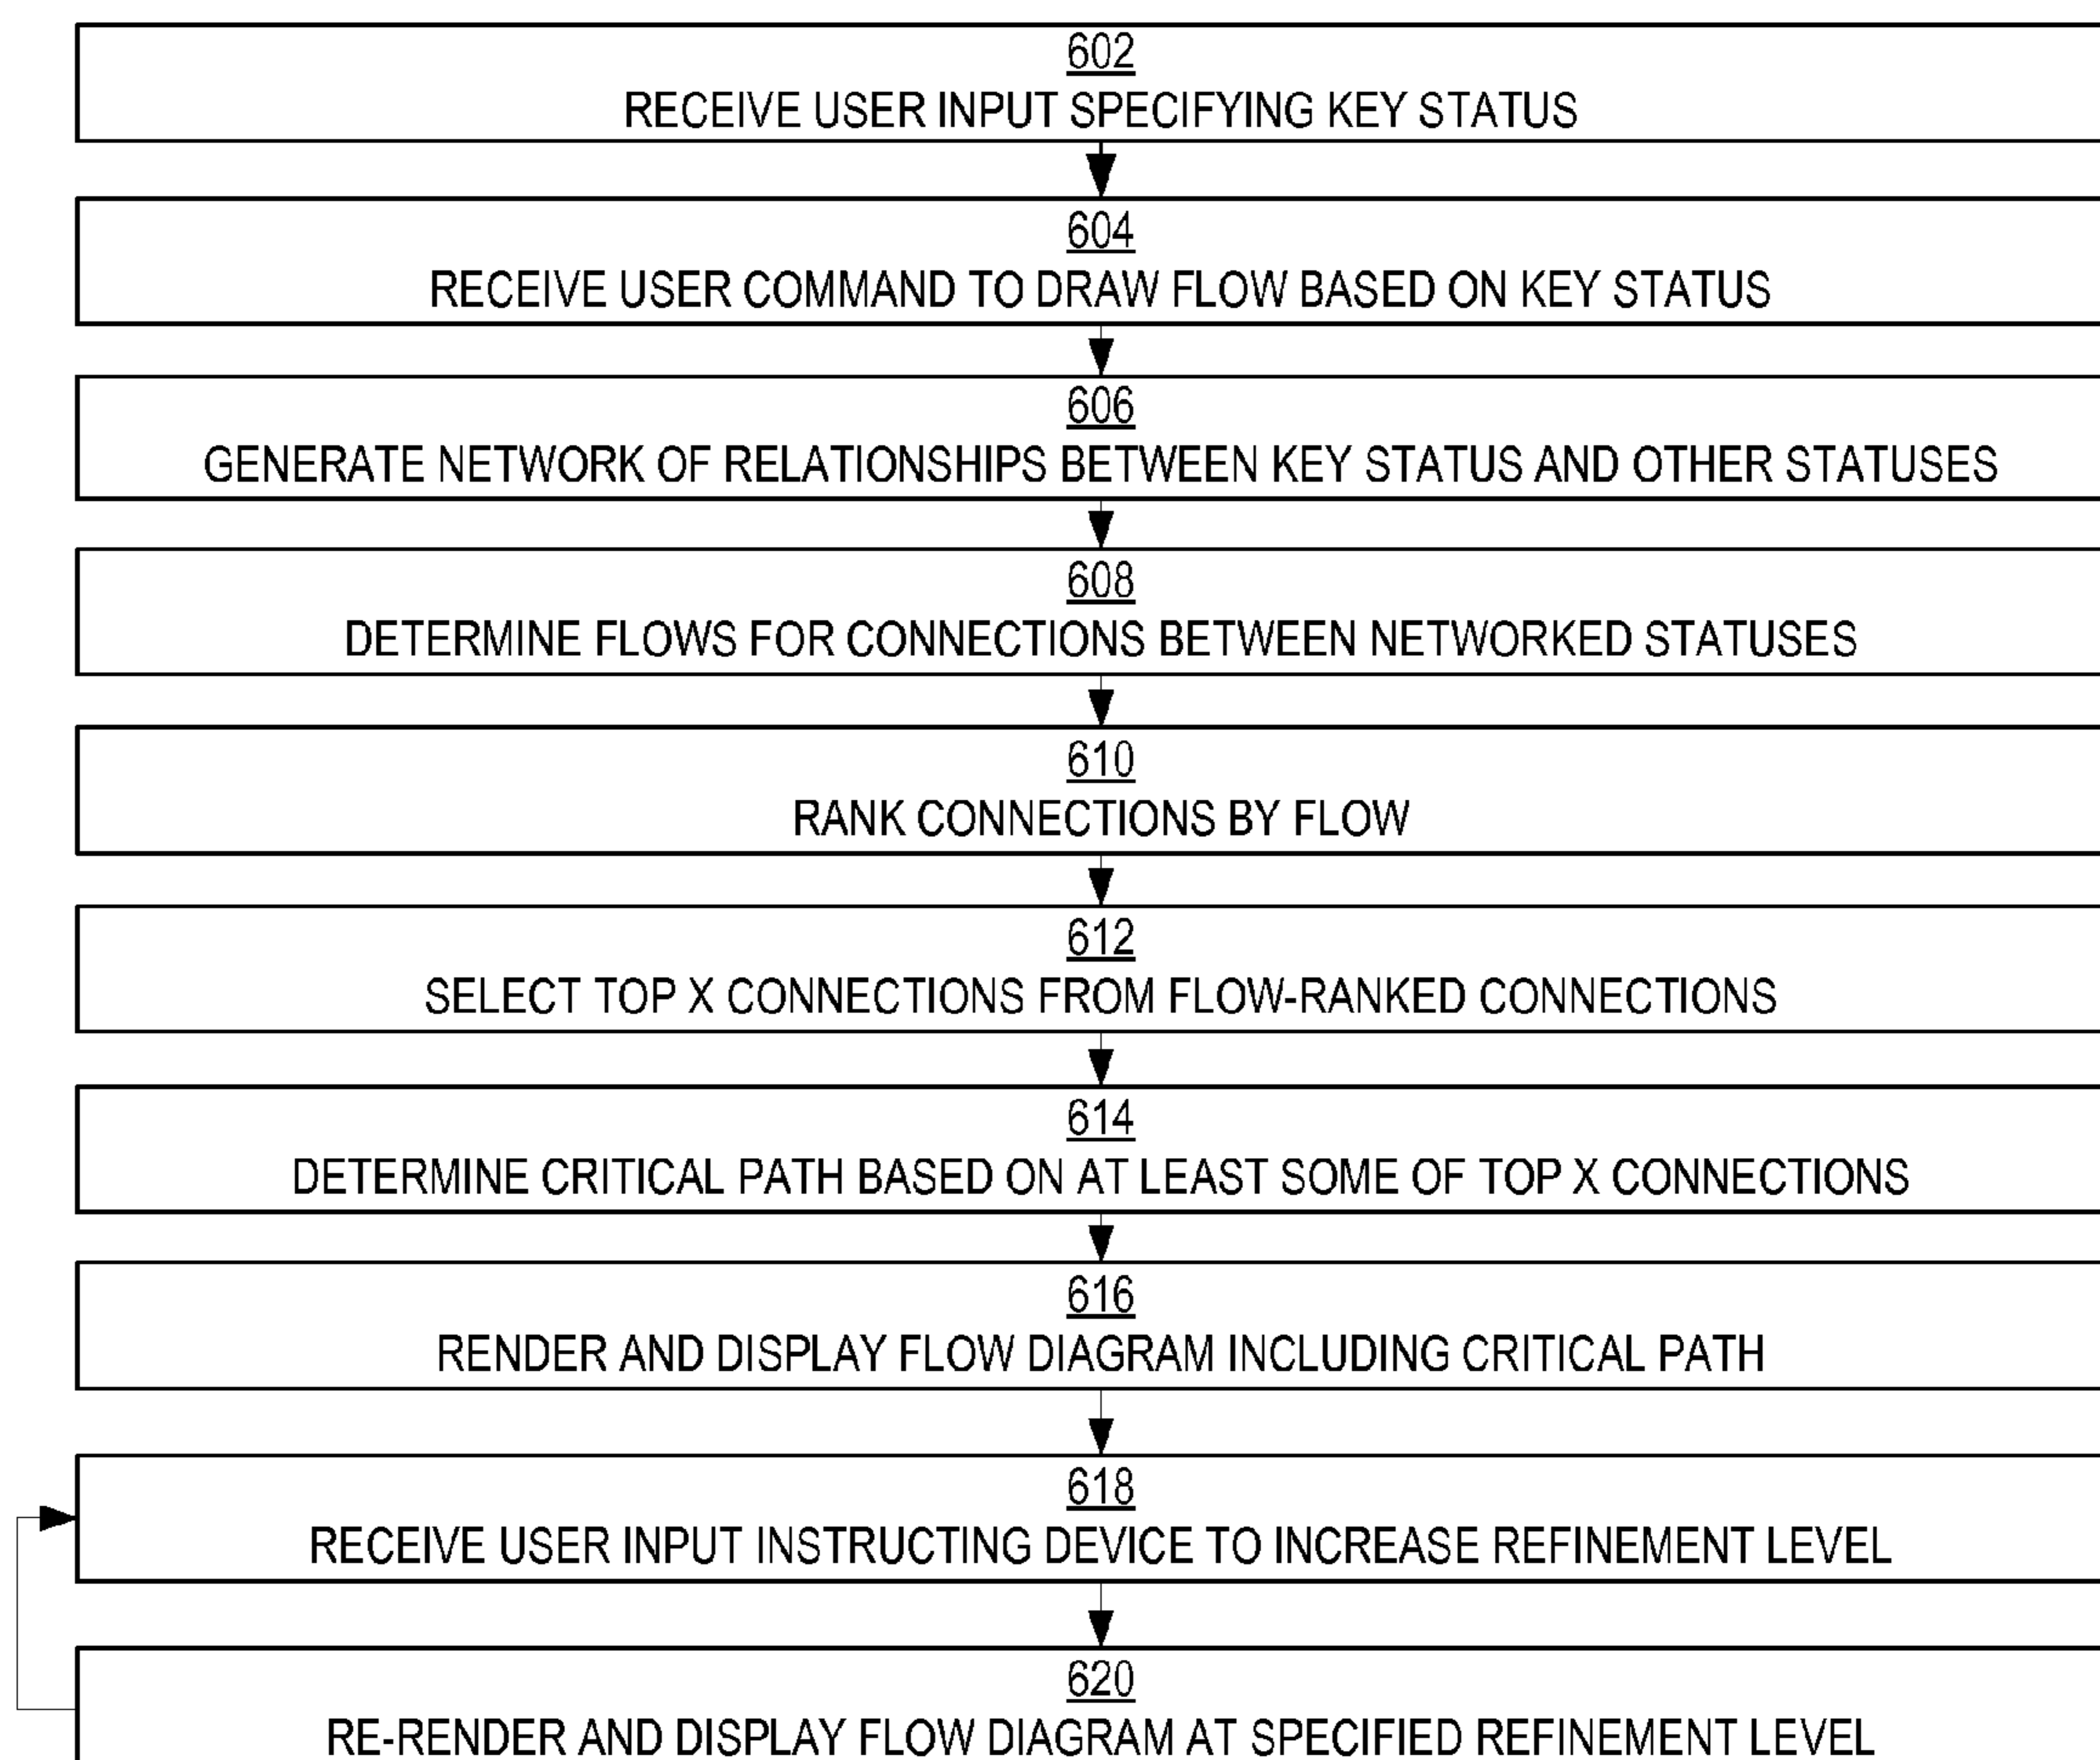 602
RECEIVE USER INPUT SPECIFYING KEY STATUS
604
RECEIVE USER COMMAND TO DRAW FLOW BASED ON KEY STATUS
606
GENERATE NETWORK OF RELATIONSHIPS BETWEEN KEY STATUS AND OTHER STATUSES
608
DETERMINE FLOWS FOR CONNECTIONS BETWEEN NETWORKED STATUSES
610
RANK CONNECTIONS BY FLOW
612
SELECT TOP X CONNECTIONS FROM FLOW-RANKED CONNECTIONS
614
DETERMINE CRITICAL PATH BASED ON AT LEAST SOME OF TOP X CONNECTIONS
616
RENDER AND DISPLAY FLOW DIAGRAM INCLUDING CRITICAL PATH
618
RECEIVE USER INPUT INSTRUCTING DEVICE TO INCREASE REFINEMENT LEVEL
620
RE-RENDER AND DISPLAY FLOW DIAGRAM AT SPECIFIED REFINEMENT LEVEL